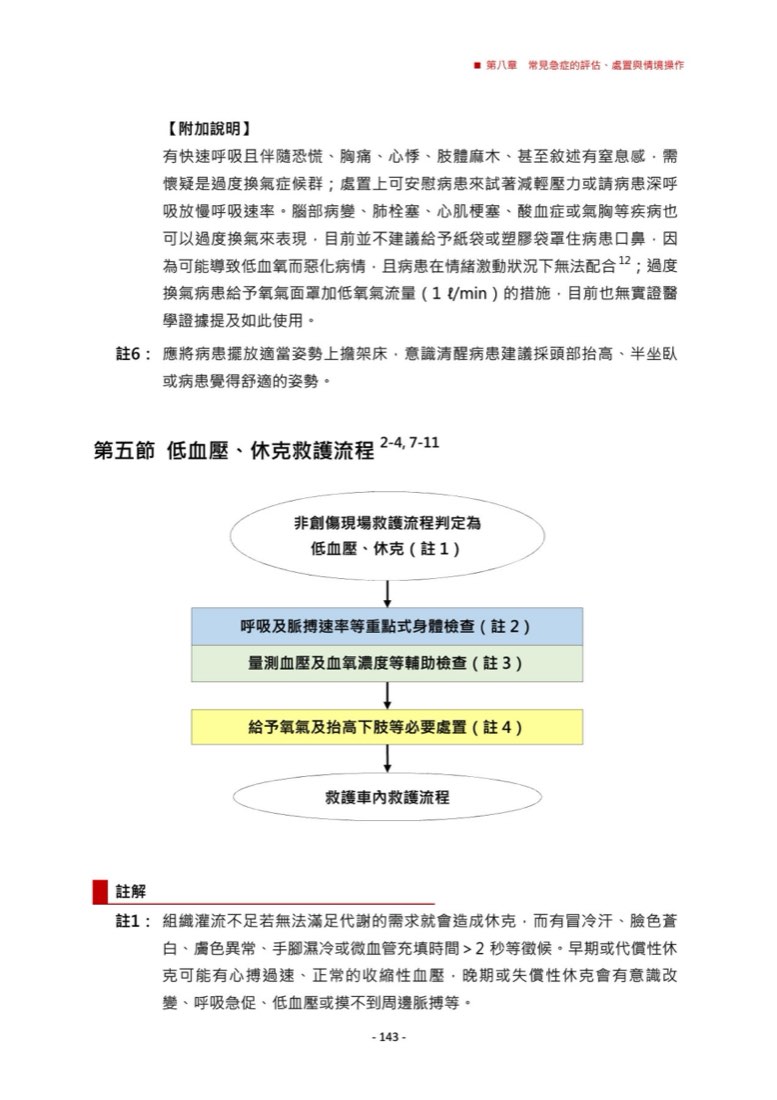 ■ 第八章 常見急症的評估、處置與情境操作
【附加說明】
有快速呼吸且伴隨恐慌、胸痛、心悸、肢體麻木、甚至敘述有窒息感，需
懷疑是過度換氣症候群；處置上可安慰病患來試著減輕壓力或請病患深呼
吸放慢呼吸速率。腦部病變、肺栓塞、心肌梗塞、酸血症或氣胸等疾病也
可以過度換氣來表現，目前並不建議給予紙袋或塑膠袋罩住病患口鼻，因
為可能導致低血氧而惡化病情，且病患在情緒激動狀況下無法配合12；過度
換氣病患給予氧氣面罩加低氧氣流量（1 ℓ/min）的措施，目前也無實證醫
學證據提及如此使用。
註6： 應將病患擺放適當姿勢上擔架床，意識清醒病患建議採頭部抬高、半坐臥
或病患覺得舒適的姿勢。
第五節 低血壓、休克救護流程 2-4, 7-11
非創傷現場救護流程判定為
低血壓、休克（註 1）
呼吸及脈搏速率等重點式身體檢查（註 2）
量測血壓及血氧濃度等輔助檢查（註 3）
給予氧氣及抬高下肢等必要處置（註 4）
救護車內救護流程
註解
註1： 組織灌流不足若無法滿足代謝的需求就會造成休克，而有冒冷汗、臉色蒼
白、膚色異常、手腳濕冷或微血管充填時間＞2 秒等徵候。早期或代償性休
克可能有心搏過速、正常的收縮性血壓，晚期或失償性休克會有意識改
變、呼吸急促、低血壓或摸不到周邊脈搏等。
- 143 -